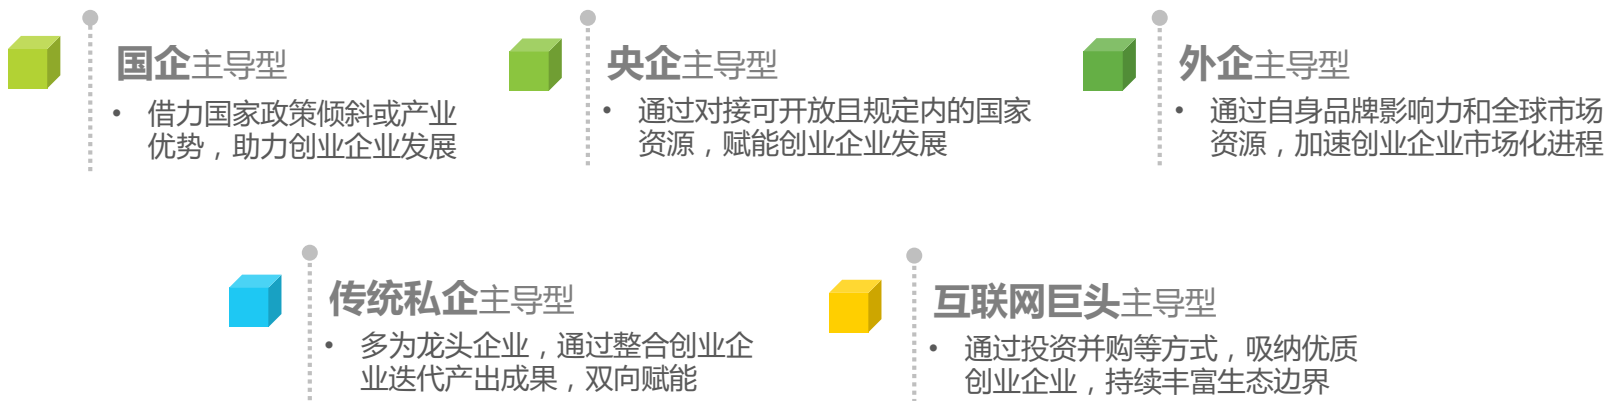 国企主导型
• 借力国家政策倾斜或产业
优势，助力创业企业发展
央企主导型
• 通过对接可开放且规定内的国家
资源，赋能创业企业发展
外企主导型
• 通过自身品牌影响力和全球市场
资源，加速创业企业市场化进程
传统私企主导型
• 多为龙头企业，通过整合创业企
业迭代产出成果，双向赋能
互联网巨头主导型
• 通过投资并购等方式，吸纳优质
创业企业，持续丰富生态边界